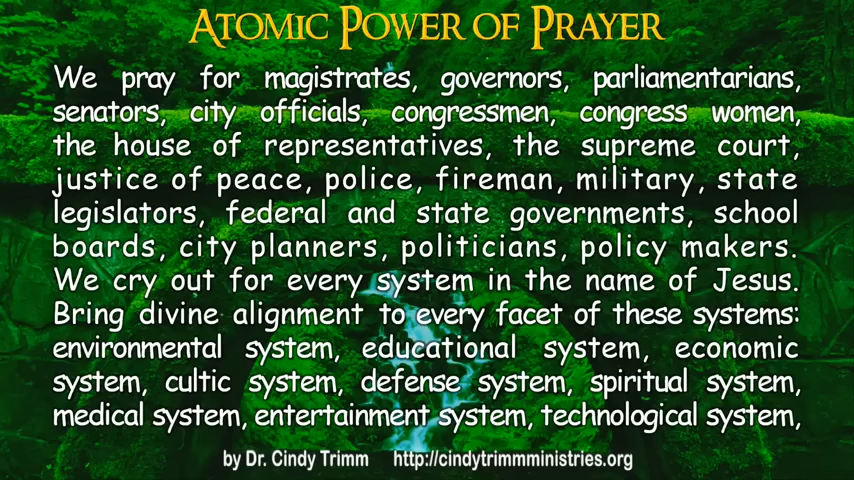 ATOMIC POWER OF PRAYER
We pray for magistrates, governors, parliamentarians,
senators, city officials, congressmen, congress women,
the house of representatives, the supreme court,
justice of peace, police, fireman, military, state
legislators, federal and state governments, school
boards, city planners, politicians, policy makers.
We cry out for every system in the name of Jesus.
Bring divine alignment to every facet of these systems:
environmental system, educational system, economic
system, cultic system, defense system, spiritual system,
medical system, entertainment system, technological system,
by Dr. Cindy Trimm http://cindytrimmministries.org